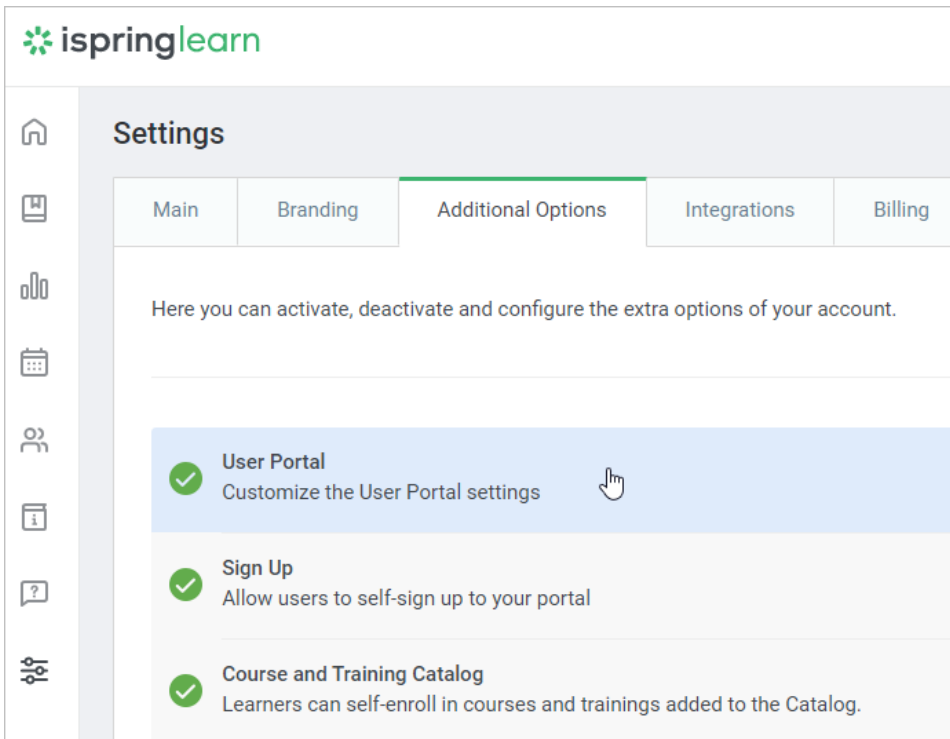 ispringlearn
Settings
Main
Branding
Additional Options
Integrations
Billing
Here you can activate, deactivate and configure the extra options of your account.
User Portal
Customize the User Portal settings
Sign Up
Allow users to self-sign up to your portal
Course and Training Catalog
Learners can self-enroll in courses and trainings added to the Catalog.